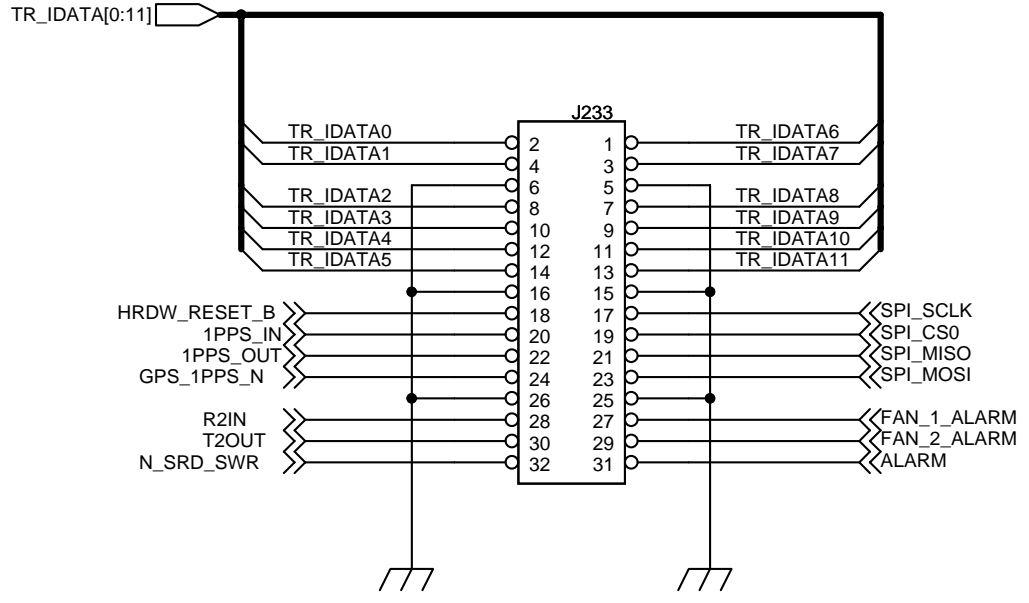 TR_IDATA[0:11]
J233
TR_IDATA0 2 1 TR_IDATA6
TR_IDATA1 4 3 TR_IDATA7
6 5
TR_IDATA2 8 7 TR_IDATA8
TR_IDATA3 10 9 TR_IDATA9
TR_IDATA4 12 11 TR_IDATA10
TR_IDATA5 14 13 TR_IDATA11
16 15
HRDW_RESET_B 18 17 SPI_SCLK
1PPS_IN 20 19 SPI_CS0
1PPS_OUT 22 21 SPI_MISO
GPS_1PPS_N 24 23 SPI_MOSI
26 25
R2IN 28 27 FAN_1_ALARM
T2OUT 30 29 FAN_2_ALARM
N_SRD_SWR 32 31 ALARM